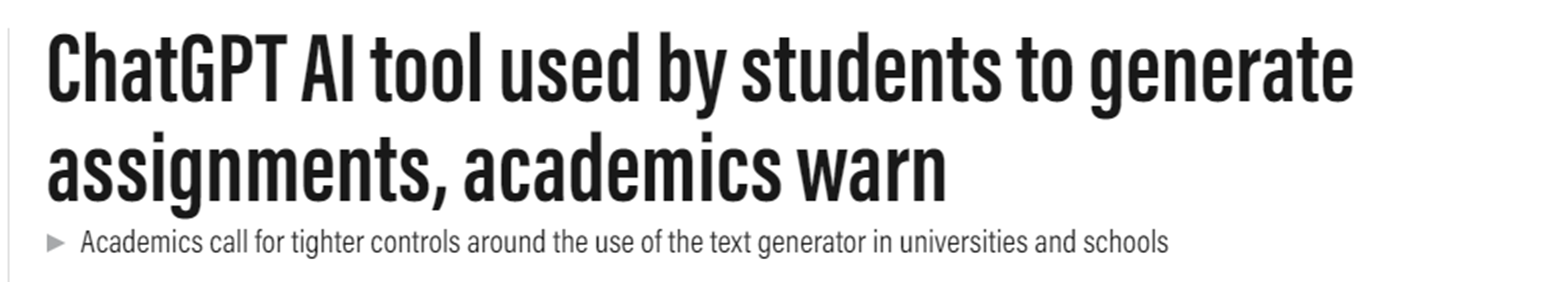 ChatGPT AI tool used by students to generate
assignments, academics warn
Academics call for tighter controls around the use of the text generator in universities and schools